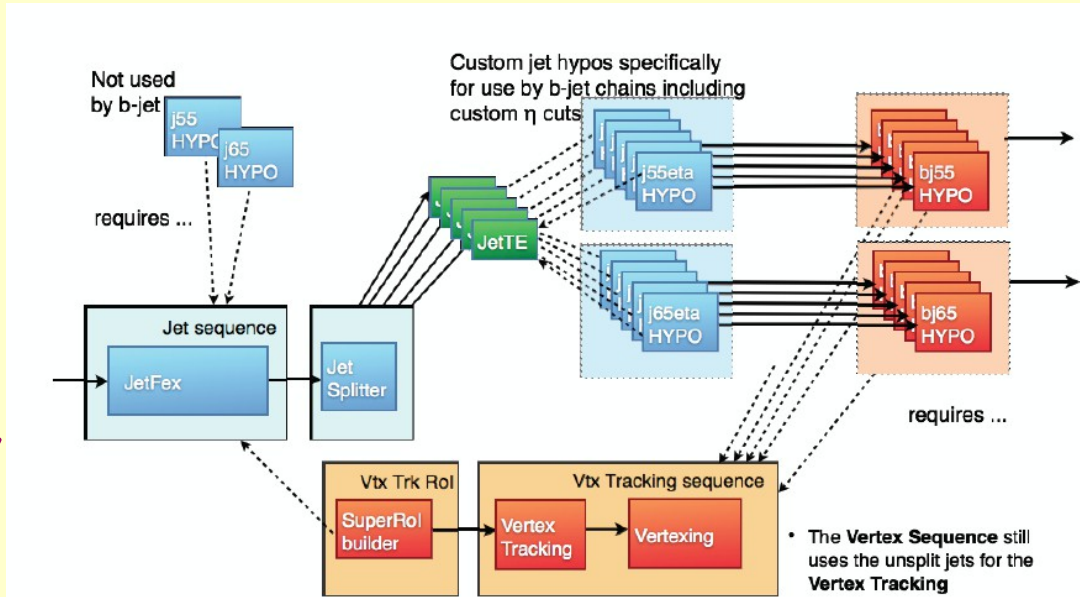 Not used
by b-jet
j55
HYPO
j65
HYPO
requires ...
Custom jet hypos specifically
for use by b-jet chains including
custom η cuts
j55eta
HYPO
bj55
HYPO
JetTE
j65eta
HYPO
bj65
HYPO
Jet sequence
JetFex
Jet
Splitter
requires ...
Vtx Trk RoI
SuperRoI
builder
Vtx Tracking sequence
Vertex
Tracking
Vertexing
• The Vertex Sequence still
uses the unsplit jets for the
Vertex Tracking